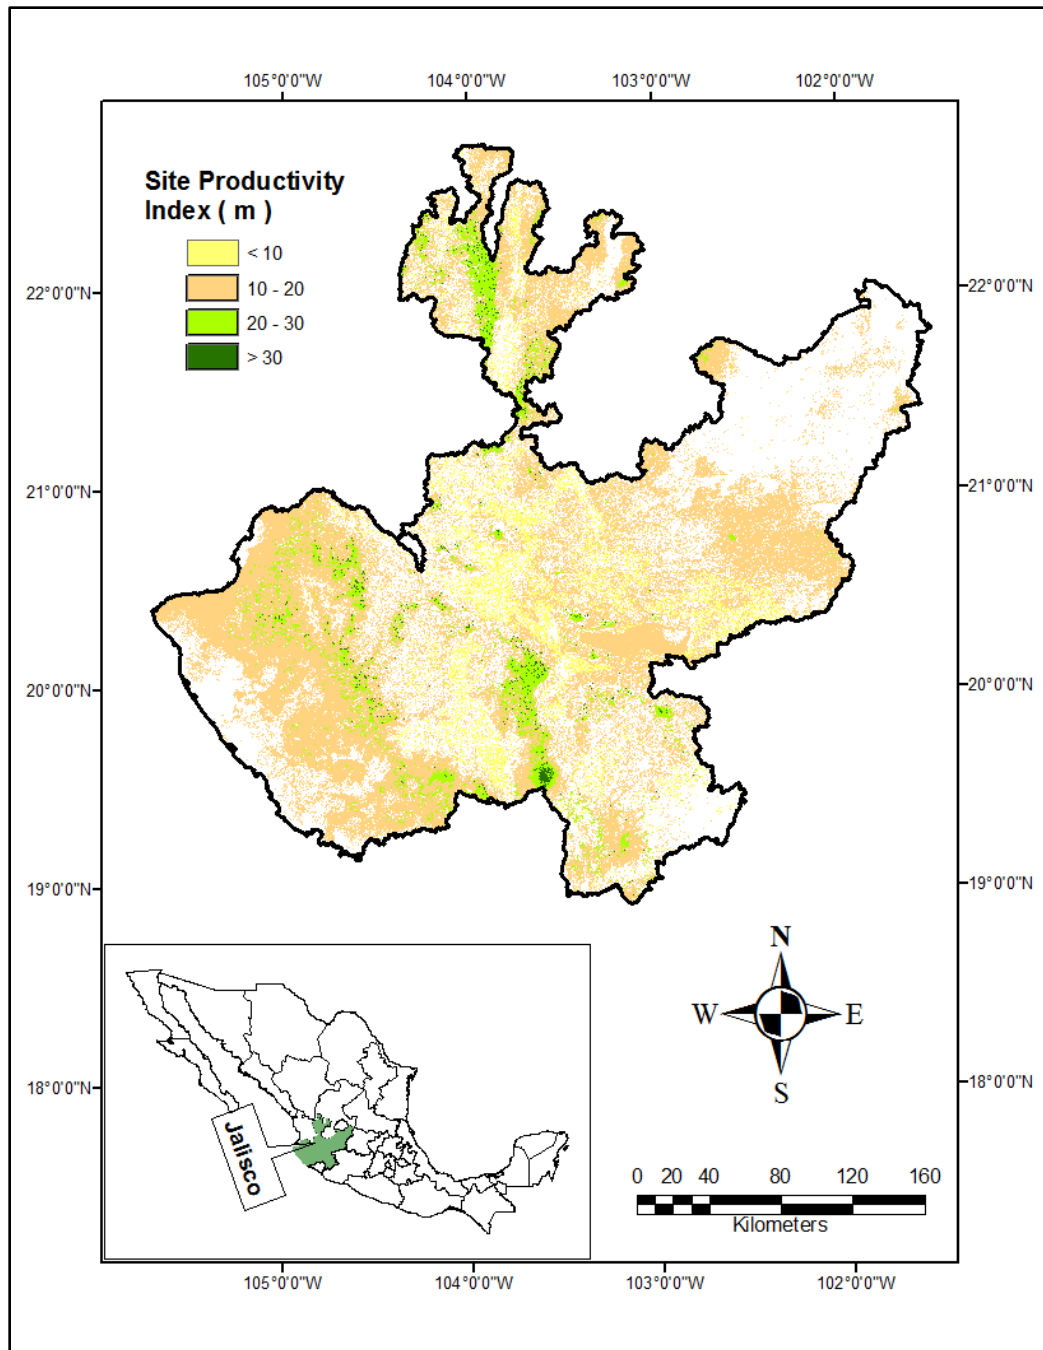 105°0'0"W 104°0'0"W 103°0'0"W 102°0'0"W
Site Productivity
Index ( m )
< 10
10 - 20
20 - 30
> 30
22°0'0"N 22°0'0"N
21°0'0"N 21°0'0"N
20°0'0"N 20°0'0"N
19°0'0"N 19°0'0"N
N
W E
S
18°0'0"N 18°0'0"N
Jalisco
0 20 40 80 120 160
Kilometers
105°0'0"W 104°0'0"W 103°0'0"W 102°0'0"W